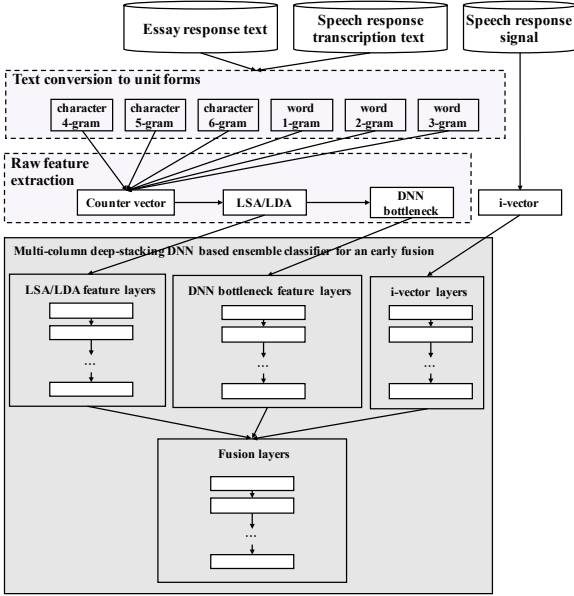 Essay response text
Speech response
transcription text
Speech response
signal
Text conversion to unit forms
character
4-gram
character
5-gram
character
6-gram
word
1-gram
word
2-gram
word
3-gram
Raw feature
extraction
Counter vector
LSA/LDA
DNN
bottleneck
i-vector
Multi-column deep-stacking DNN based ensemble classifier for an early fusion
LSA/LDA feature layers
...
DNN bottleneck feature layers
...
i-vector layers
...
Fusion layers
...